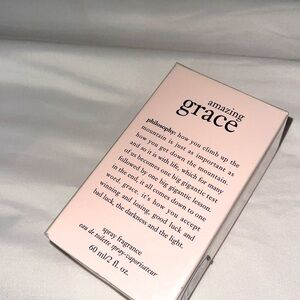 amazing
grace
philosophy: how you climb up the
mountain is just as important as
how you get down the mountain.
and so it is with life, which for many
of us becomes one big gigantic test
followed by one big gigantic lesson.
in the end, it all comes down to one
word. grace. it's how you accept
winning and losing, good luck and
bad luck, the darkness and the light.
spray fragrance
eau de toilette spray-vaporisateur
60 ml/2 fl. oz.